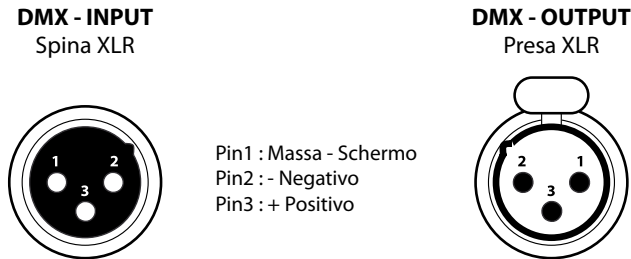 DMX - INPUT
Spina XLR
DMX - OUTPUT
Presa XLR
1 2
3
Pin1 : Massa - Schermo
Pin2 : - Negativo
Pin3 : + Positivo
2 1
3